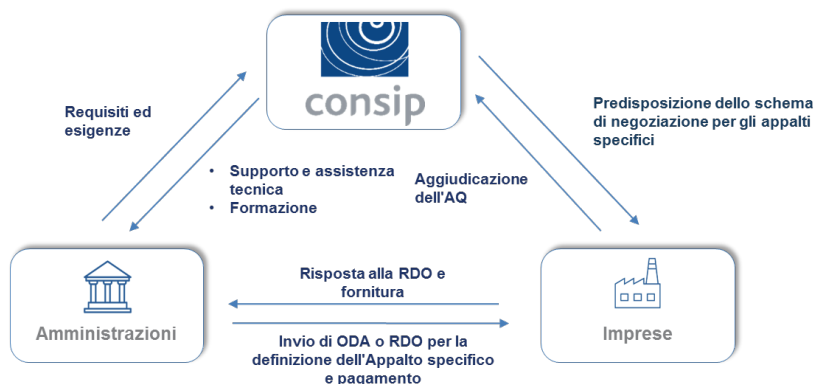 consip
Requisiti ed
esigenze
Predisposizione dello schema
di negoziazione per gli appalti
specifici
• Supporto e assistenza
tecnica
• Formazione
Aggiudicazione
dell'AQ
Amministrazioni
Risposta alla RDO e
fornitura
Invio di ODA o RDO per la
definizione dell'Appalto specifico
e pagamento
Imprese